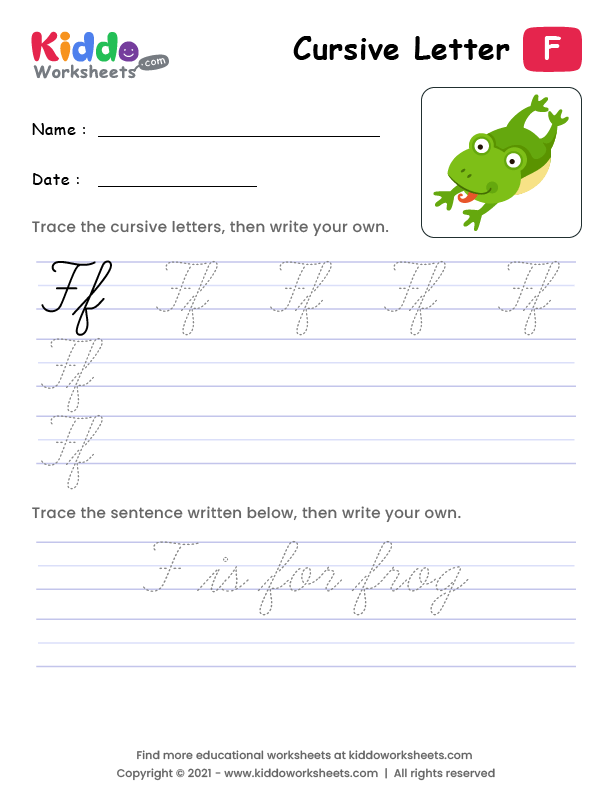 Kiddo
Worksheets.com
Cursive Letter F
Name :
Date :
Trace the cursive letters, then write your own.
Ff Ff Ff Ff Ff
Ff
Ff
Trace the sentence written below, then write your own.
F is for frog
Find more educational worksheets at kiddoworksheets.com
Copyright © 2021 - www.kiddoworksheets.com | All rights reserved